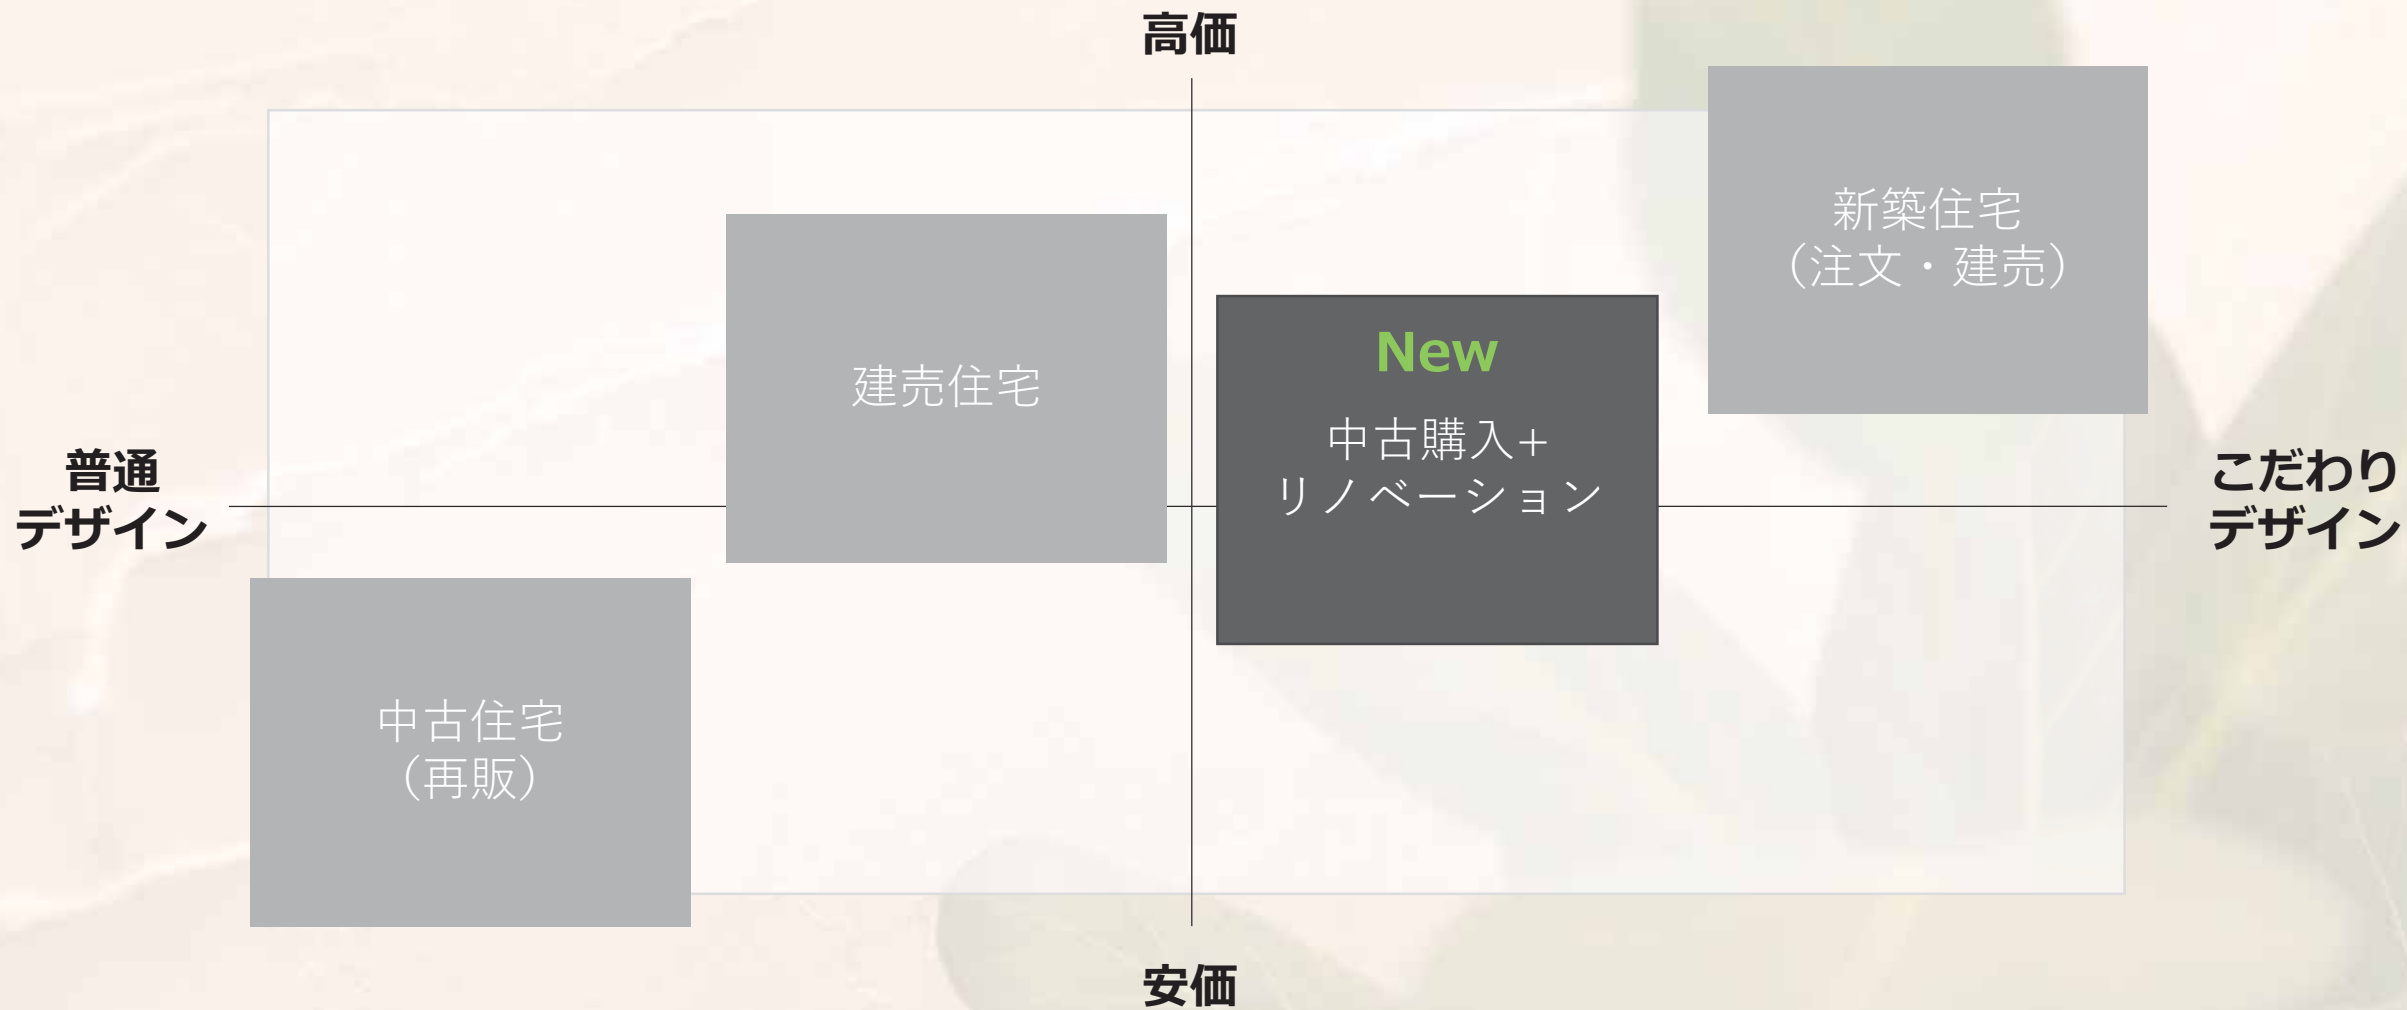 高価
新築住宅
（注文・建売）
建売住宅
New
中古購入+
リノベーション
普通
デザイン
こだわり
デザイン
中古住宅
（再販）
安価